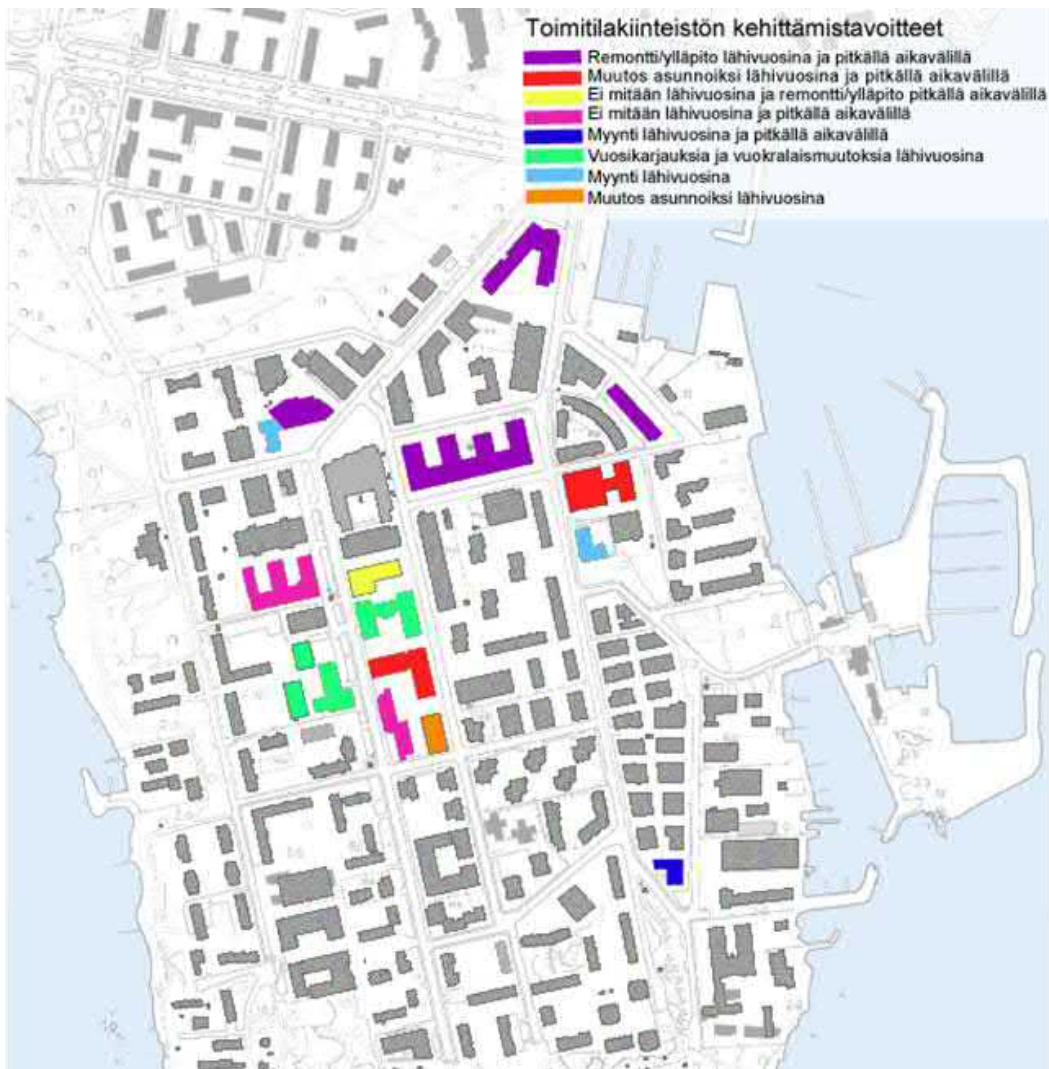 Toimitilakiinteistön kehittämistavoitteet
Remontti/ylläpito lähivuosina ja pitkällä aikavälillä
Muutos asunnoiksi lähivuosina ja pitkällä aikavälillä
Ei mitään lähivuosina ja remontti/ylläpito pitkällä aikavälillä
Ei mitään lähivuosina ja pitkällä aikavälillä
Myynti lähivuosina ja pitkällä aikavälillä
Vuosikarjauksia ja vuokralaismuutoksia lähivuosina
Myynti lähivuosina
Muutos asunnoiksi lähivuosina